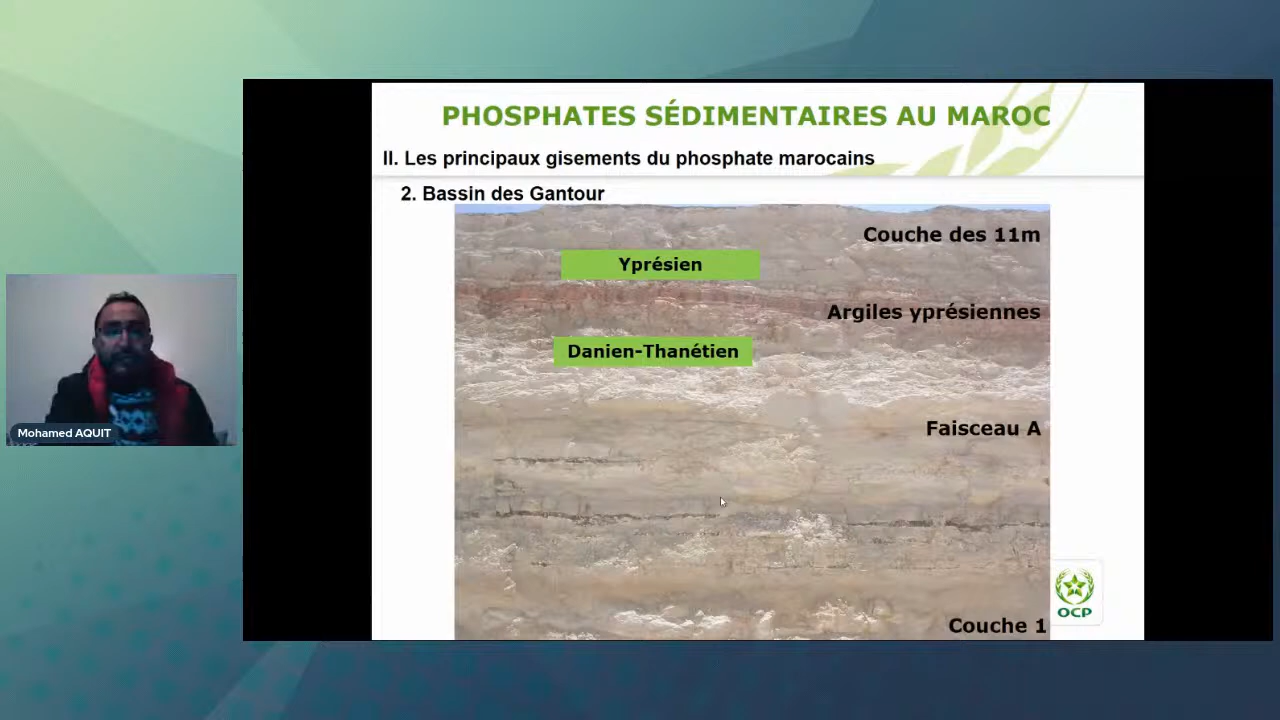 PHOSPHATES SÉDIMENTAIRES AU MAROC
II. Les principaux gisements du phosphate marocains
2. Bassin des Gantour
Couche des 11m
Yprésien
Argiles yprésiennes
Danien-Thanétien
Faisceau A
Mohamed AQUIT
OCP
Couche 1